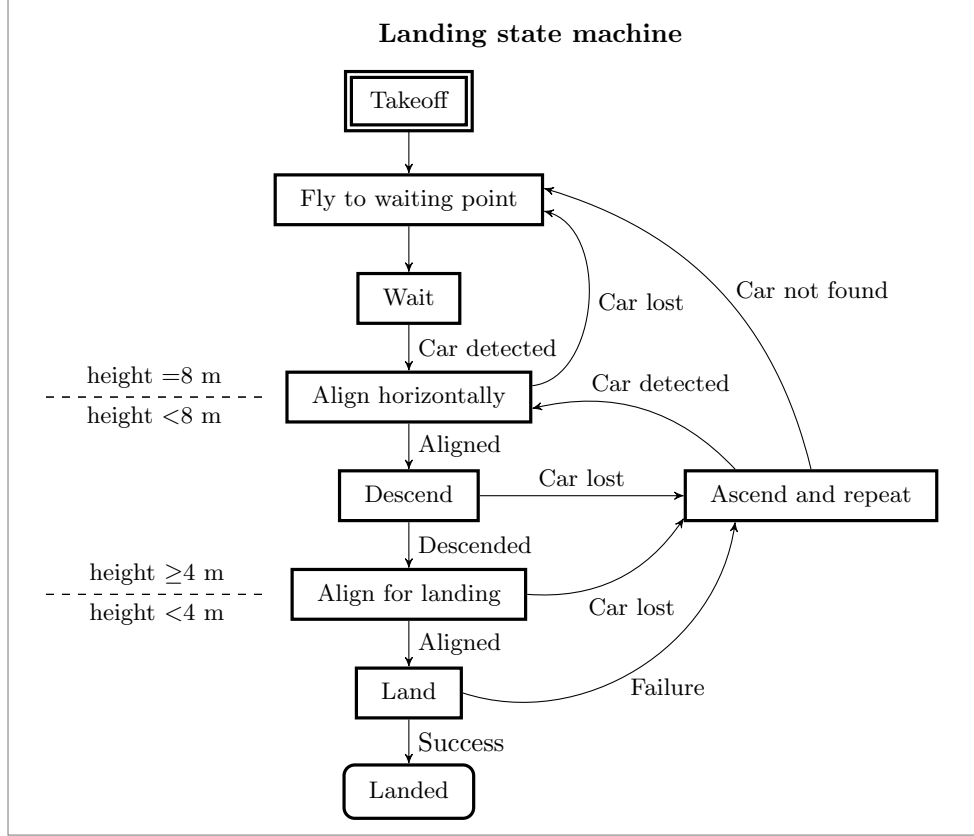 Landing state machine
Takeoff
Fly to waiting point
Wait
Car lost
Car not found
Car detected
height =8 m
height <8 m
Align horizontally
Car detected
Aligned
Descend
Car lost
Ascend and repeat
Descended
height ≥4 m
height <4 m
Align for landing
Car lost
Aligned
Land
Failure
Success
Landed